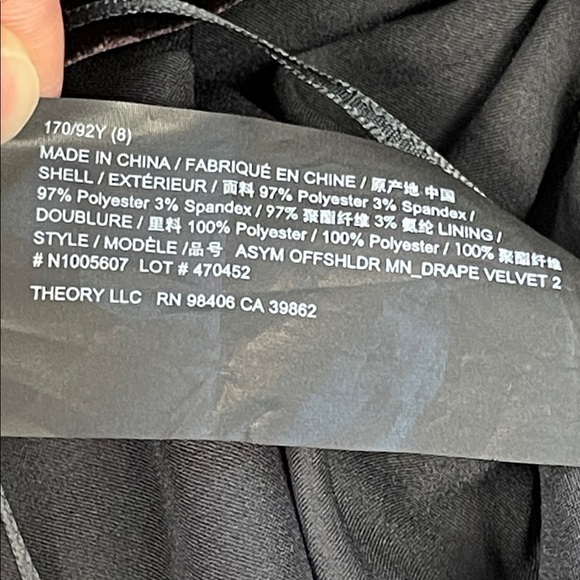 170/92Y (8)
MADE IN CHINA / FABRIQUÉ EN CHINE / 原产地 中国
SHELL / EXTÉRIEUR / 面料 97% Polyester 3% Spandex /
97% Polyester 3% Spandex / 97% 聚酯纤维 3% 氨纶 LINING /
DOUBLURE / 里料 100% Polyester / 100% Polyester / 100% 聚酯纤维
STYLE / MODÈLE /品号 ASYM OFFSHLDR MN_DRAPE VELVET 2
# N1005607 LOT # 470452
THEORY LLC RN 98406 CA 39862